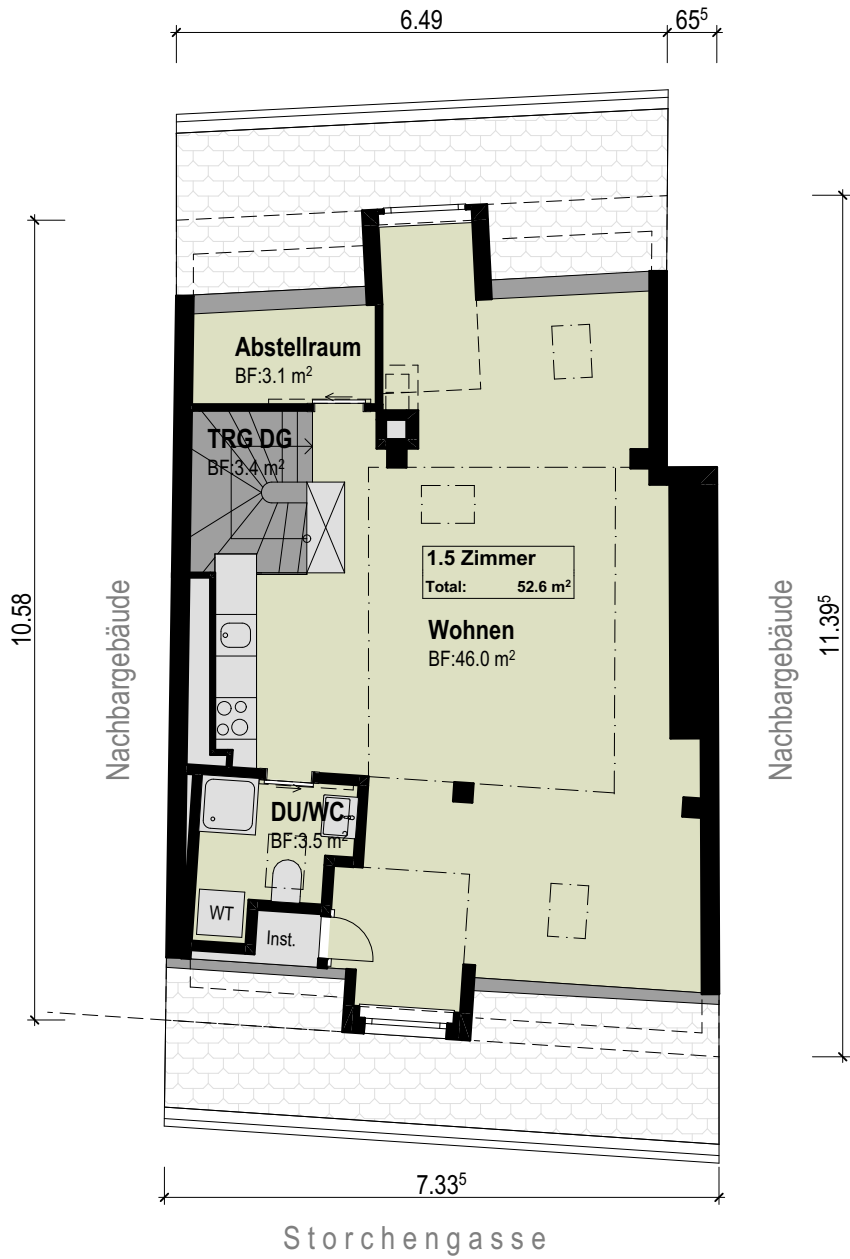 6.49 65⁵
Abstellraum
BF:3.1 m²
TRG DG
BF:3.4 m²
1.5 Zimmer
Total: 52.6 m²
Wohnen
BF:46.0 m²
10.58
Nachbargebäude
Nachbargebäude
11.39⁵
DU/WC
BF:3.5 m²
WT
Inst.
7.33⁵
Storchengasse